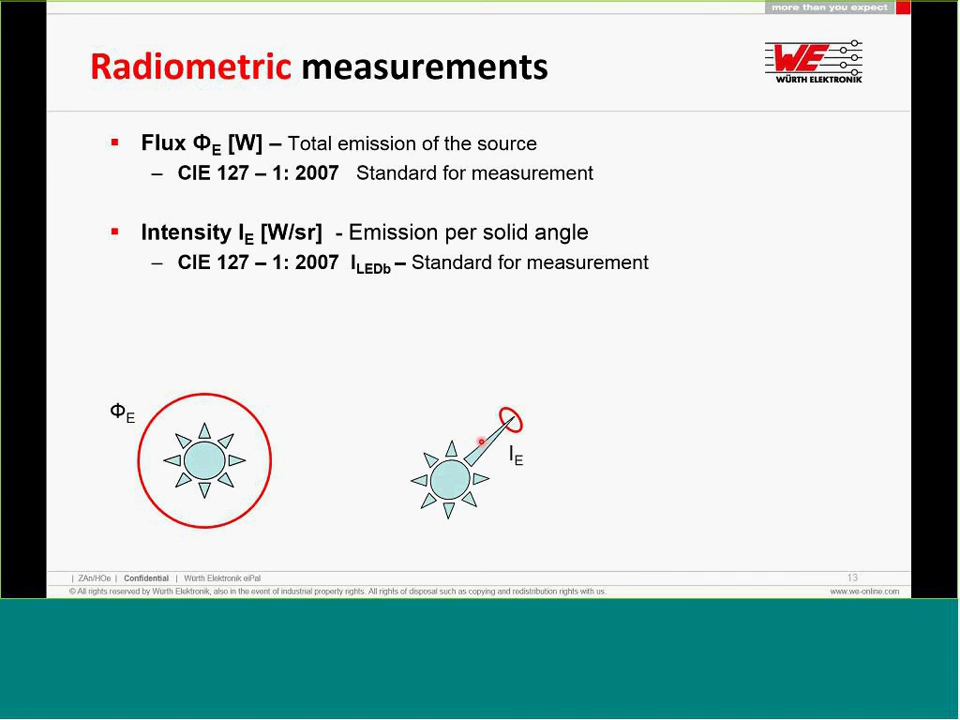 more than you expect
Radiometric measurements
WE
WÜRTH ELEKTRONIK
Flux ΦE [W] – Total emission of the source
– CIE 127 – 1: 2007 Standard for measurement
Intensity IE [W/sr] - Emission per solid angle
– CIE 127 – 1: 2007 ILEDb – Standard for measurement
ΦE
IE
| ZAn/HOe | Confidential | Würth Elektronik eiPal 13
© All rights reserved by Wurth Elektronik, also in the event of industrial property rights. All rights of disposal such as copying and redistribution rights with us. www.we-online.com